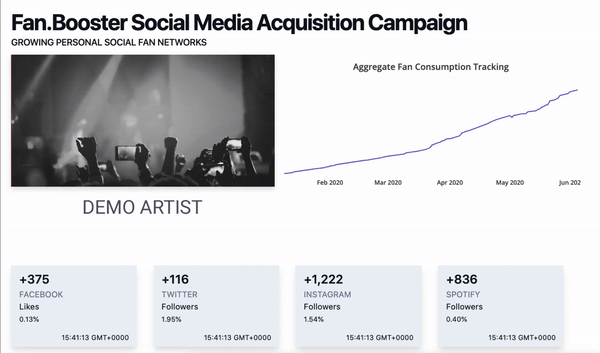 Fan.Booster Social Media Acquisition Campaign
GROWING PERSONAL SOCIAL FAN NETWORKS
Aggregate Fan Consumption Tracking
Feb 2020 Mar 2020 Apr 2020 May 2020 Jun 202
DEMO ARTIST
+375
FACEBOOK
Likes
0.13%
15:41:13 GMT+0000
+116
TWITTER
Followers
1.95%
15:41:13 GMT+0000
+1,222
INSTAGRAM
Followers
1.54%
15:41:13 GMT+0000
+836
SPOTIFY
Followers
0.40%
15:41:13 GMT+0000